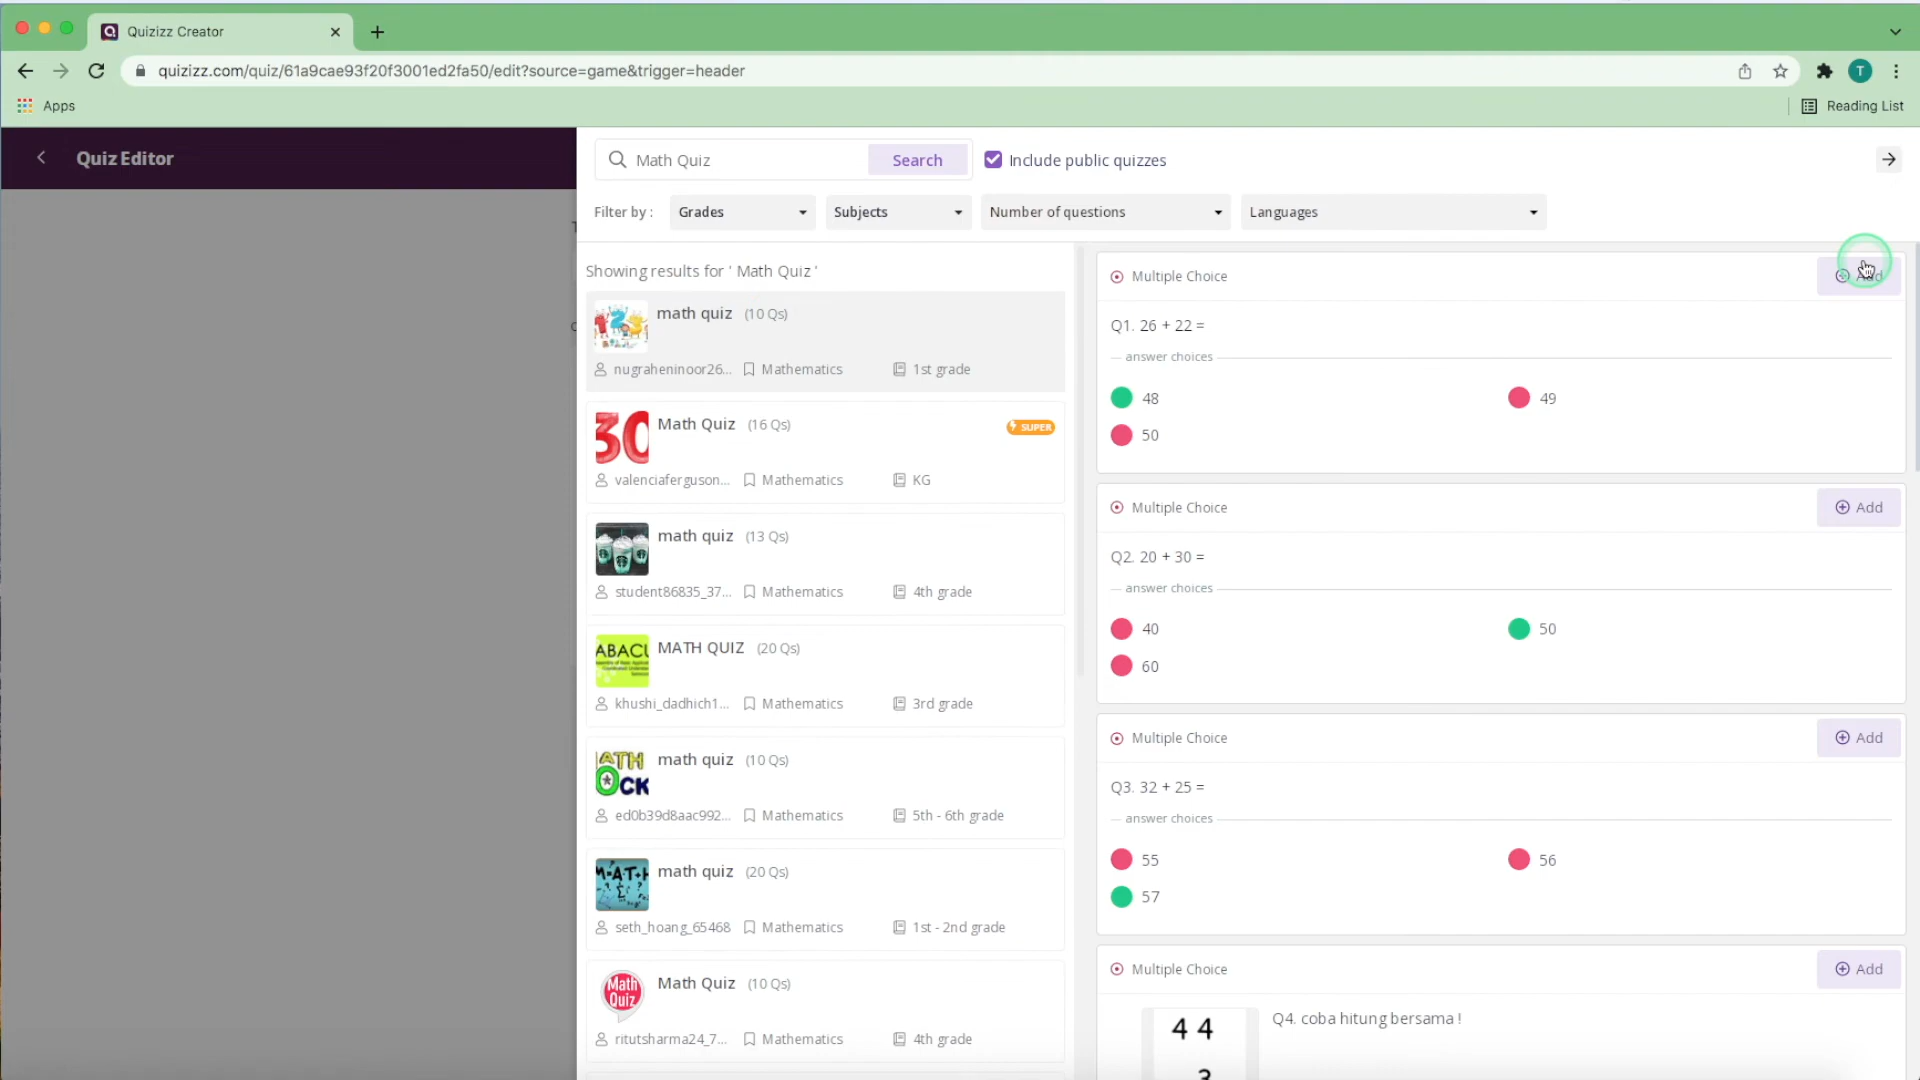 Quizizz Creator
quizizz.com/quiz/61a9cae93f20f3001ed2fa50/edit?source=game&trigger=header
T
Apps
Reading List
Quiz Editor
Math Quiz
Search
Include public quizzes
Filter by :
Grades
Subjects
Number of questions
Languages
Showing results for ' Math Quiz '
math quiz (10 Qs)
nugraheninoor26...
Mathematics
1st grade
30
Math Quiz (16 Qs)
SUPER
valenciaferguson...
Mathematics
KG
math quiz (13 Qs)
student86835_37...
Mathematics
4th grade
ABACU
MATH QUIZ (20 Qs)
khushi_dadhich1...
Mathematics
3rd grade
math quiz (10 Qs)
ed0b39d8aac992...
Mathematics
5th - 6th grade
math quiz (20 Qs)
seth_hoang_65468
Mathematics
1st - 2nd grade
Math
Quiz
Math Quiz (10 Qs)
ritutsharma24_7...
Mathematics
4th grade
Multiple Choice
Add
Q1. 26 + 22 =
answer choices
48
49
50
Multiple Choice
Add
Q2. 20 + 30 =
answer choices
40
50
60
Multiple Choice
Add
Q3. 32 + 25 =
answer choices
55
56
57
Multiple Choice
Add
4 4
3
Q4. coba hitung bersama !